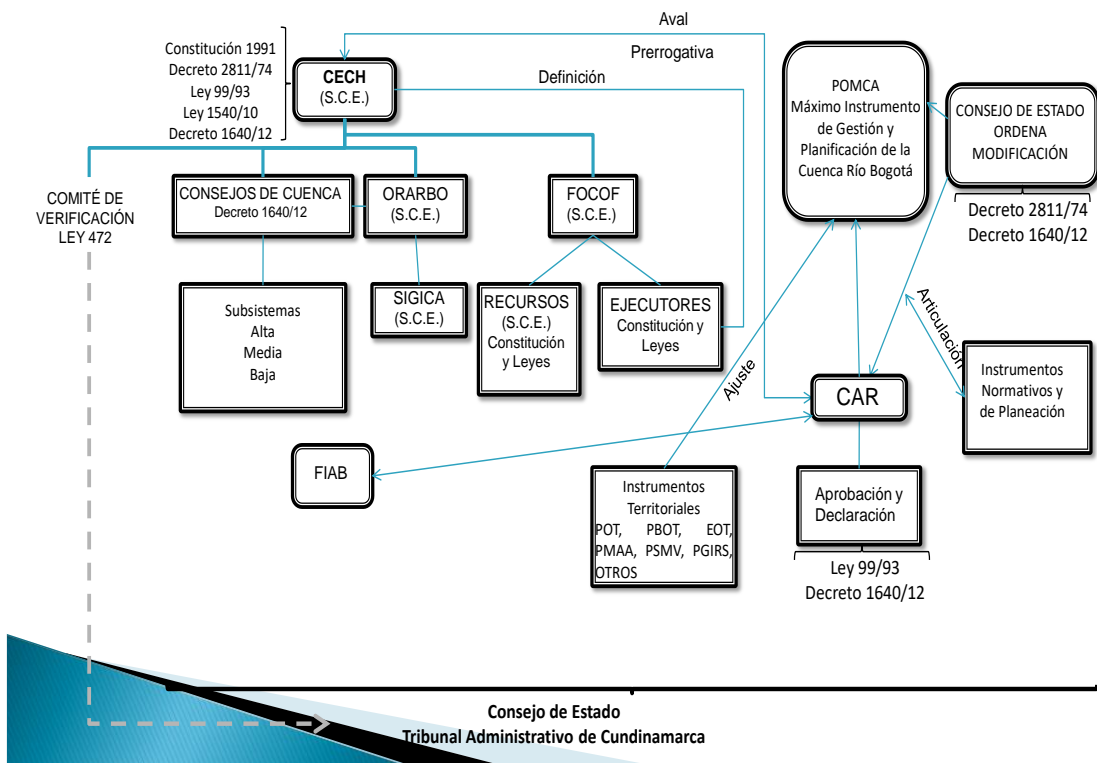 Aval
Prerrogativa
Definición
Constitución 1991
Decreto 2811/74
Ley 99/93
Ley 1540/10
Decreto 1640/12
CECH
(S.C.E.)
POMCA
Máximo Instrumento
de Gestión y
Planificación de la
Cuenca Río Bogotá
CONSEJO DE ESTADO
ORDENA
MODIFICACIÓN
Decreto 2811/74
Decreto 1640/12
COMITÉ DE
VERIFICACIÓN
LEY 472
CONSEJOS DE CUENCA
Decreto 1640/12
ORARBO
(S.C.E.)
FOCOF
(S.C.E.)
Subsistemas
Alta
Media
Baja
SIGICA
(S.C.E.)
RECURSOS
(S.C.E.)
Constitución
y Leyes
EJECUTORES
Constitución y
Leyes
Ajuste
Articulación
CAR
Instrumentos
Normativos y
de Planeación
FIAB
Instrumentos
Territoriales
POT, PBOT, EOT,
PMAA, PSMV, PGIRS,
OTROS
Aprobación y
Declaración
Ley 99/93
Decreto 1640/12
Consejo de Estado
Tribunal Administrativo de Cundinamarca